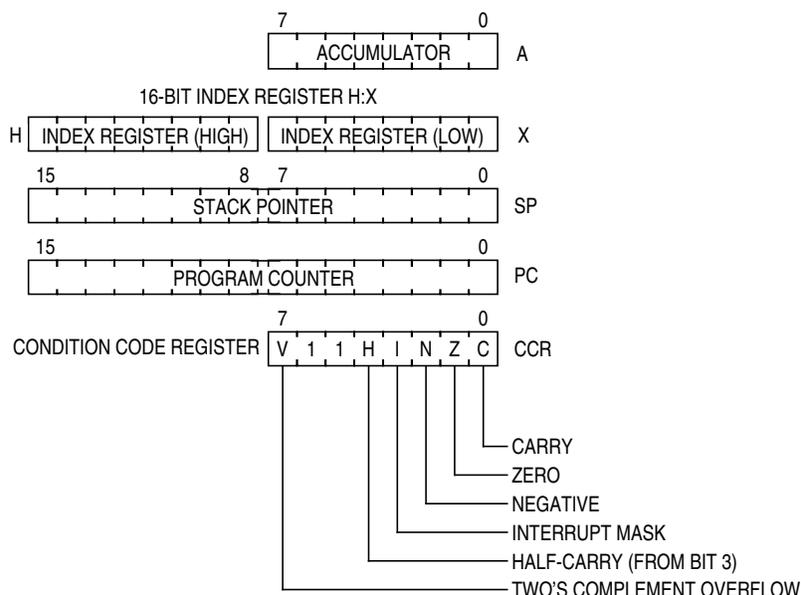 7 0
ACCUMULATOR A
16-BIT INDEX REGISTER H:X
H INDEX REGISTER (HIGH) INDEX REGISTER (LOW) X
15 8 7 0
STACK POINTER SP
15 0
PROGRAM COUNTER PC
7 0
CONDITION CODE REGISTER V 1 1 H I N Z C CCR
CARRY
ZERO
NEGATIVE
INTERRUPT MASK
HALF-CARRY (FROM BIT 3)
TWO'S COMPLEMENT OVERFLOW